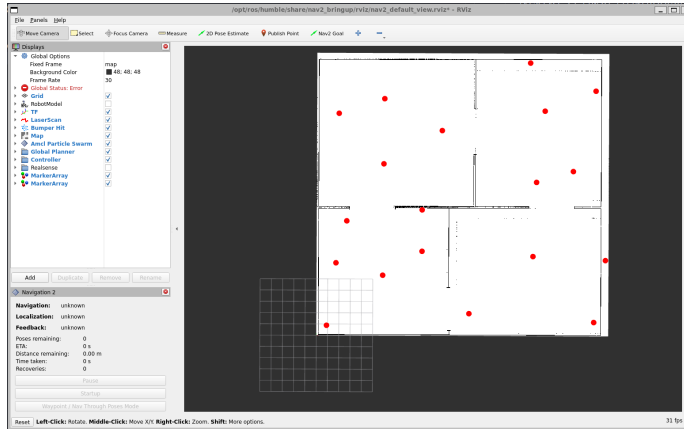 /opt/ros/humble/share/nav2_bringup/rviz/nav2_default_view.rviz* - RViz
File Panels Help
Move Camera Select Focus Camera Measure 2D Pose Estimate Publish Point Nav2 Goal
Displays
Global Options
Fixed Frame map
Background Color 48; 48; 48
Frame Rate 30
Global Status: Error
Grid
RobotModel
TF
LaserScan
Bumper Hit
Map
Amcl Particle Swarm
Global Planner
Controller
Realsense
MarkerArray
MarkerArray
Add Duplicate Remove Rename
Navigation 2
Navigation: unknown
Localization: unknown
Feedback: unknown
Poses remaining: 0
ETA: 0 s
Distance remaining: 0.00 m
Time taken: 0 s
Recoveries: 0
Pause
Startup
Waypoint / Nav Through Poses Mode
Reset Left-Click: Rotate. Middle-Click: Move X/Y. Right-Click: Zoom. Shift: More options. 31 fps